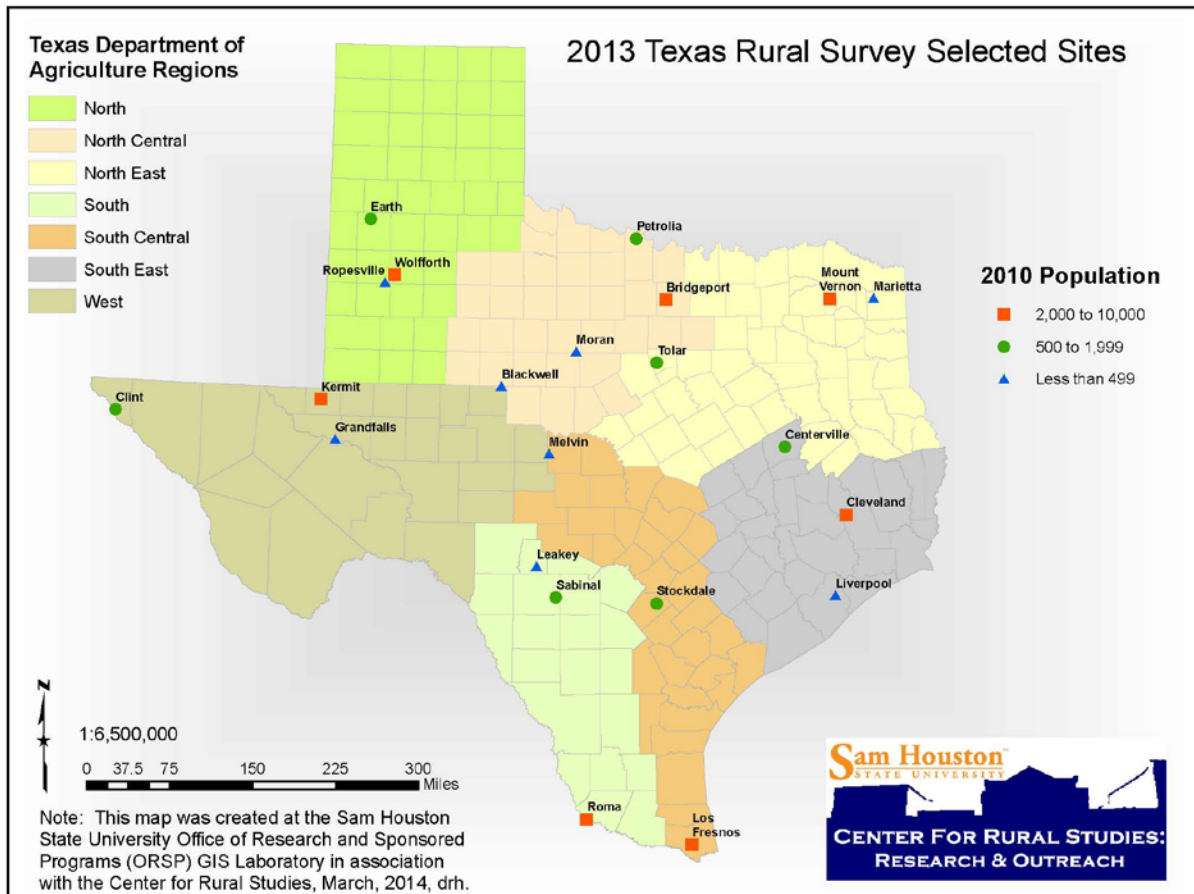 2013 Texas Rural Survey Selected Sites
Texas Department of
Agriculture Regions
North
North Central
North East
South
South Central
South East
West
Earth
Wolfforth
Ropesville
Petrolia
Bridgeport
Mount
Vernon
Marietta
Moran
Tolar
Blackwell
Kermit
Clint
Grandfalls
Melvin
Centerville
Cleveland
Leakey
Sabinal
Stockdale
Liverpool
Roma
Los
Fresnos
2010 Population
2,000 to 10,000
500 to 1,999
Less than 499
N
1:6,500,000
0 37.5 75 150 225 300
Miles
Note: This map was created at the Sam Houston
State University Office of Research and Sponsored
Programs (ORSP) GIS Laboratory in association
with the Center for Rural Studies, March, 2014, drh.
Sam Houston™
STATE UNIVERSITY
CENTER FOR RURAL STUDIES:
RESEARCH & OUTREACH